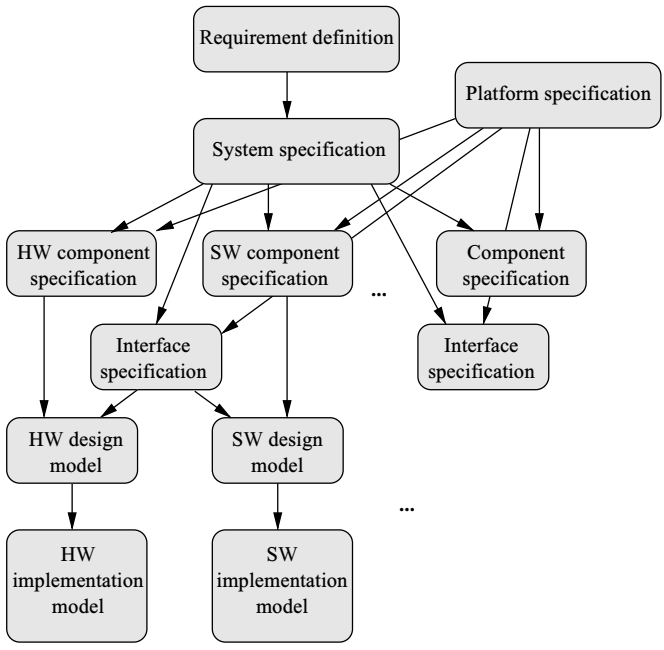 Requirement definition
Platform specification
System specification
HW component
specification
SW component
specification
Component
specification
...
Interface
specification
Interface
specification
HW design
model
SW design
model
...
HW
implementation
model
SW
implementation
model